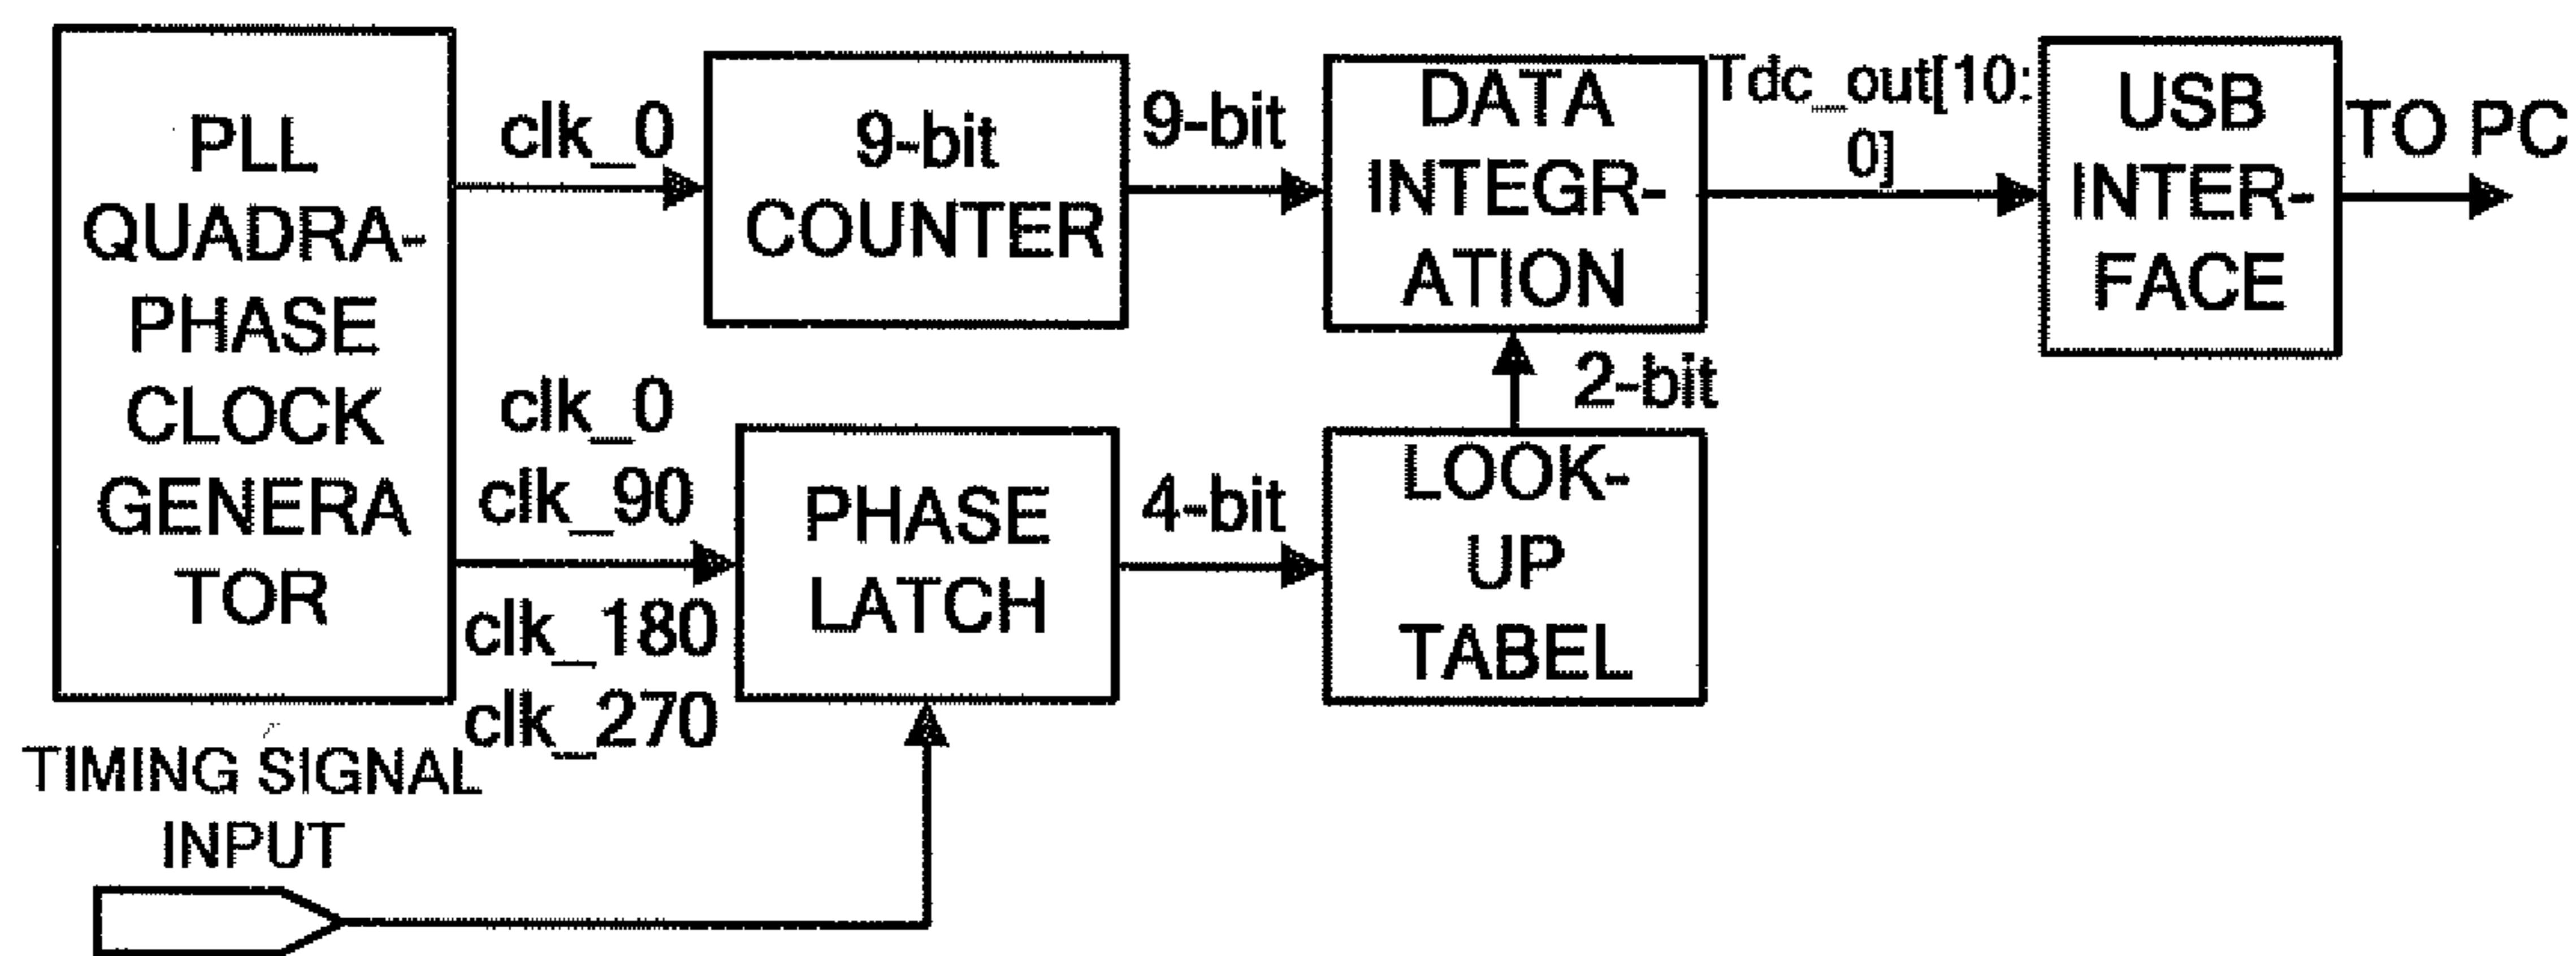 PLL
QUADRA-
PHASE
CLOCK
GENERA
TOR
clk_0
9-bit
COUNTER
9-bit
DATA
INTEGR-
ATION
Tdc_out[10:
0]
USB
INTER-
FACE
TO PC
clk_0
clk_90
clk_180
clk_270
PHASE
LATCH
4-bit
LOOK-
UP
TABEL
2-bit
TIMING SIGNAL
INPUT